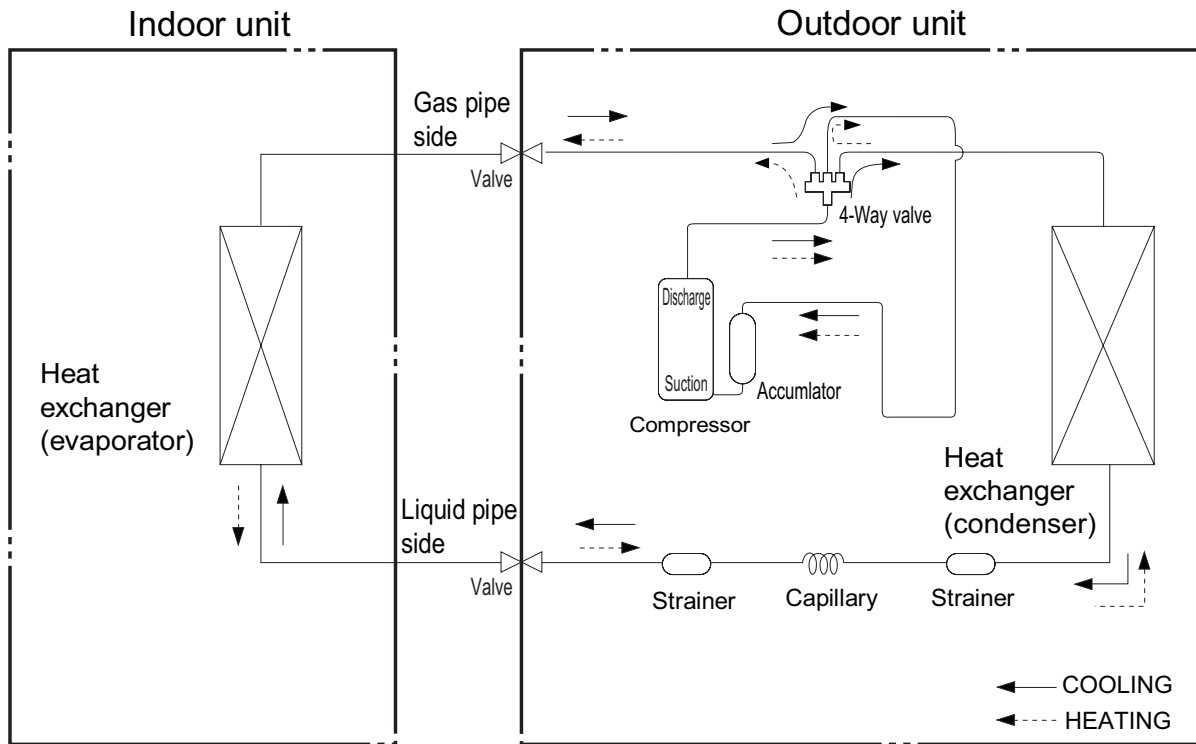 Indoor unit
Outdoor unit
Gas pipe
side
Valve
4-Way valve
Discharge
Suction
Accumlator
Compressor
Heat
exchanger
(evaporator)
Heat
exchanger
(condenser)
Liquid pipe
side
Valve
Strainer
Capillary
Strainer
COOLING
HEATING